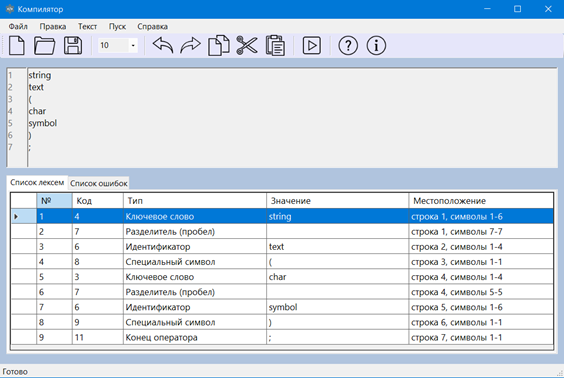 Компилятор
Файл Правка Текст Пуск Справка
10
1 string
2 text
3 (
4 char
5 symbol
6 )
7 ;
Список лексем Список ошибок
№ Код Тип Значение Местоположение
1 4 Ключевое слово string строка 1, символы 1-6
2 7 Разделитель (пробел) строка 1, символы 7-7
3 6 Идентификатор text строка 2, символы 1-4
4 8 Специальный символ ( строка 3, символы 1-1
5 3 Ключевое слово char строка 4, символы 1-4
6 7 Разделитель (пробел) строка 4, символы 5-5
7 6 Идентификатор symbol строка 5, символы 1-6
8 9 Специальный символ ) строка 6, символы 1-1
9 11 Конец оператора ; строка 7, символы 1-1
Готово